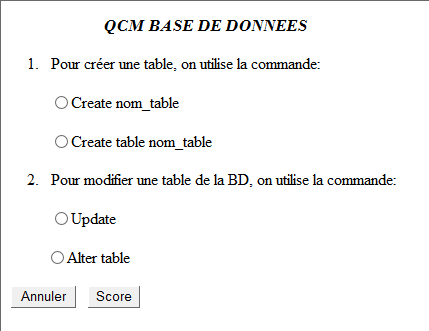 QCM BASE DE DONNEES
1. Pour créer une table, on utilise la commande:
Create nom_table
Create table nom_table
2. Pour modifier une table de la BD, on utilise la commande:
Update
Alter table
Annuler Score